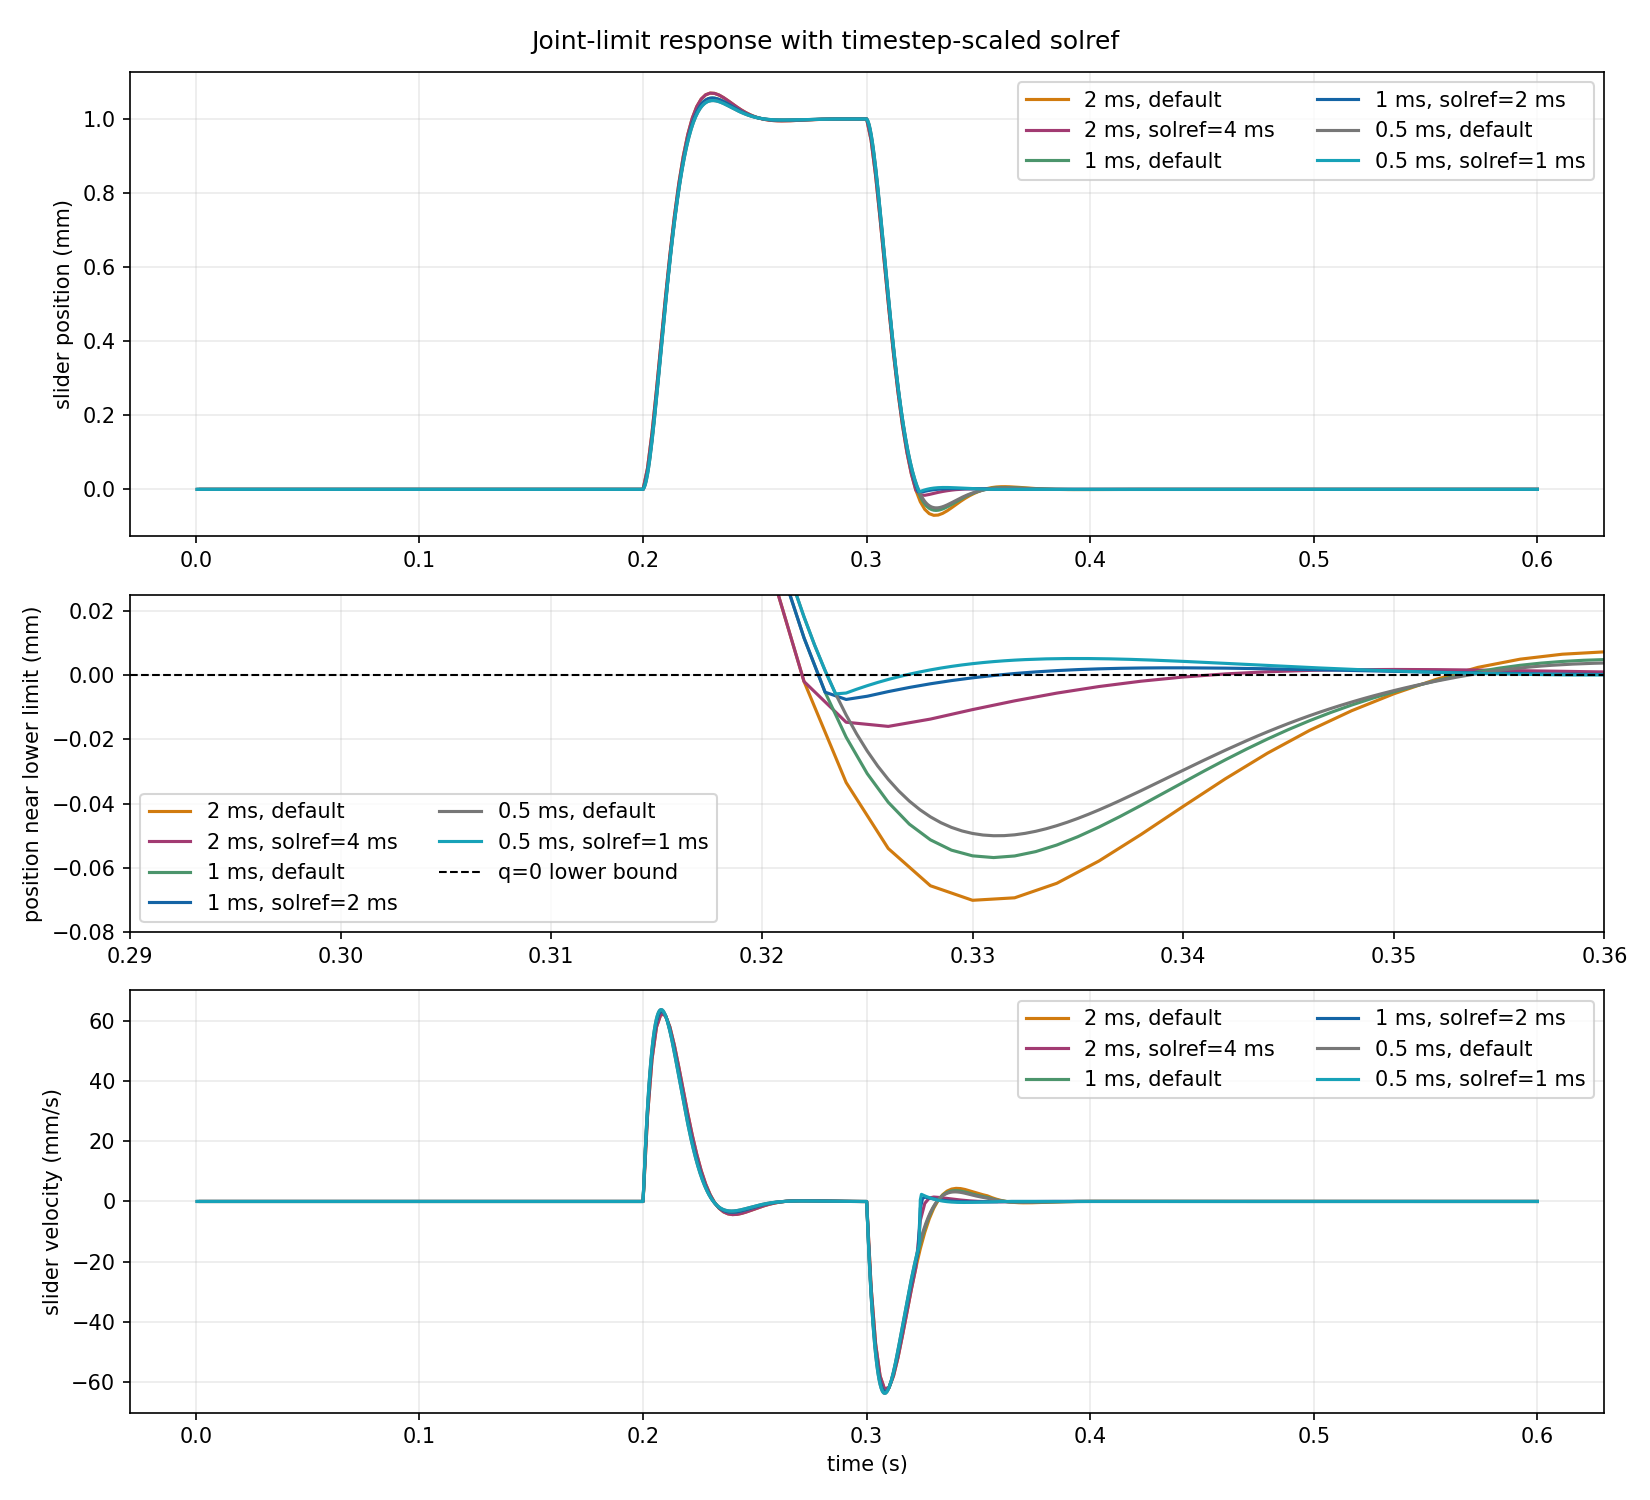 Joint-limit response with timestep-scaled solref
slider position (mm)
1.0
0.8
0.6
0.4
0.2
0.0
2 ms, default
2 ms, solref=4 ms
1 ms, default
1 ms, solref=2 ms
0.5 ms, default
0.5 ms, solref=1 ms
0.0 0.1 0.2 0.3 0.4 0.5 0.6
position near lower limit (mm)
0.02
0.00
−0.02
−0.04
−0.06
−0.08
2 ms, default
2 ms, solref=4 ms
1 ms, default
1 ms, solref=2 ms
0.5 ms, default
0.5 ms, solref=1 ms
q=0 lower bound
0.29 0.30 0.31 0.32 0.33 0.34 0.35 0.36
slider velocity (mm/s)
60
40
20
0
−20
−40
−60
2 ms, default
2 ms, solref=4 ms
1 ms, default
1 ms, solref=2 ms
0.5 ms, default
0.5 ms, solref=1 ms
0.0 0.1 0.2 0.3 0.4 0.5 0.6
time (s)